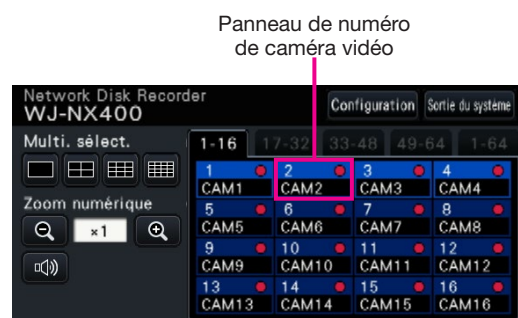 Panneau de numéro
de caméra vidéo
Network Disk Recorder
WJ-NX400
Configuration
Sortie du système
Multi. sélect.
1-16 17-32 33-48 49-64 1-64
1 2 3 4
CAM1 CAM2 CAM3 CAM4
Zoom numérique
×1
5 6 7 8
CAM5 CAM6 CAM7 CAM8
9 10 11 12
CAM9 CAM10 CAM11 CAM12
13 14 15 16
CAM13 CAM14 CAM15 CAM16